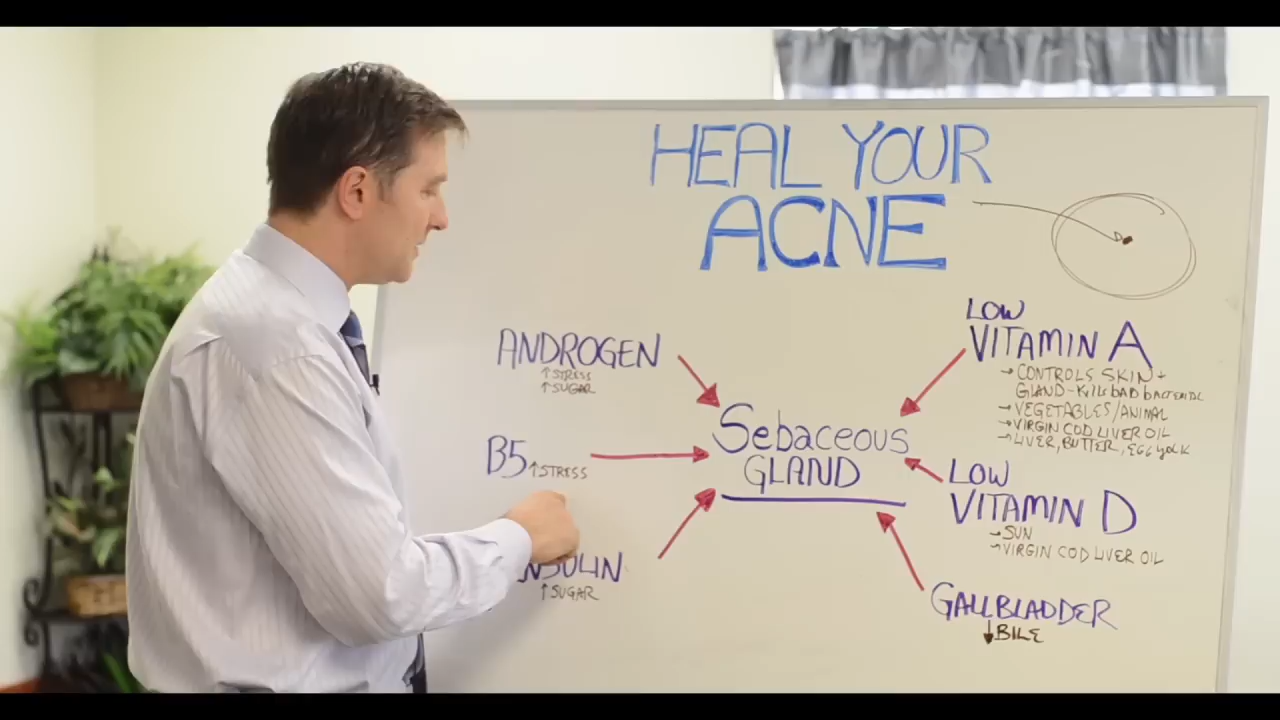 HEAL YOUR
ACNE
ANDROGEN
↑ STRESS
↑ SUGAR
B5 ↑ STRESS
INSULIN
↑ SUGAR
Sebaceous
GLAND
LOW
VITAMIN A
→ CONTROLS SKIN +
GLAND-Kills bad bacteria
→ VEGETABLES/ANIMAL
→ VIRGIN COD LIVER OIL
→ LIVER, BUTTER, EGG yolk
LOW
VITAMIN D
→ SUN
→ VIRGIN COD LIVER OIL
GALLBLADDER
↓ BILE